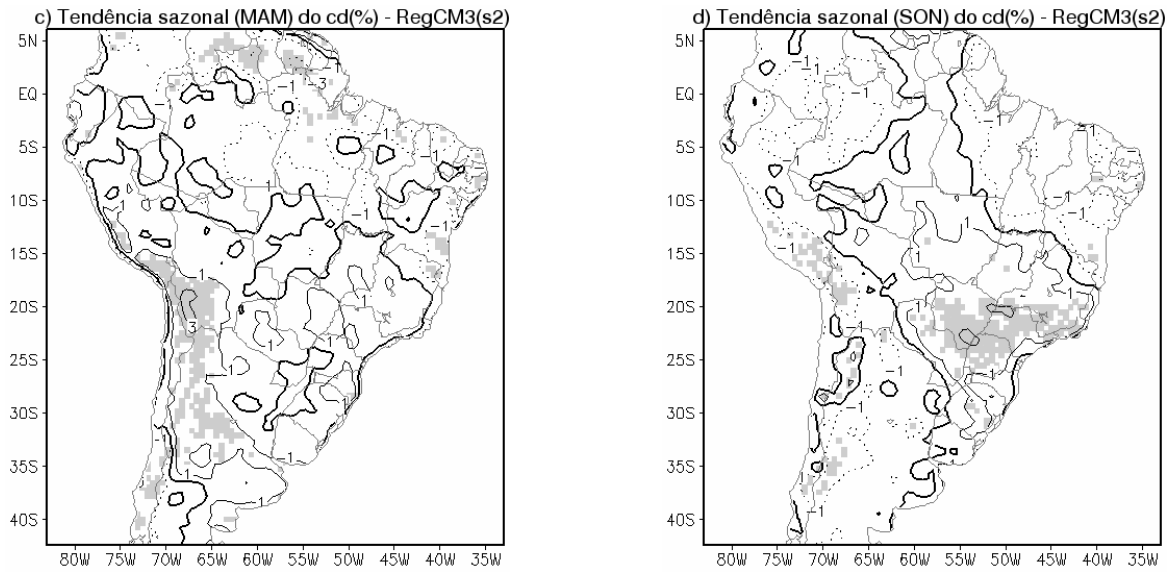 c) Tendência sazonal (MAM) do cd(%) - RegCM3(s2)
d) Tendência sazonal (SON) do cd(%) - RegCM3(s2)
5N
EQ
5S
10S
15S
20S
25S
30S
35S
40S
80W 75W 70W 65W 60W 55W 50W 45W 40W 35W
5N
EQ
5S
10S
15S
20S
25S
30S
35S
40S
80W 75W 70W 65W 60W 55W 50W 45W 40W 35W